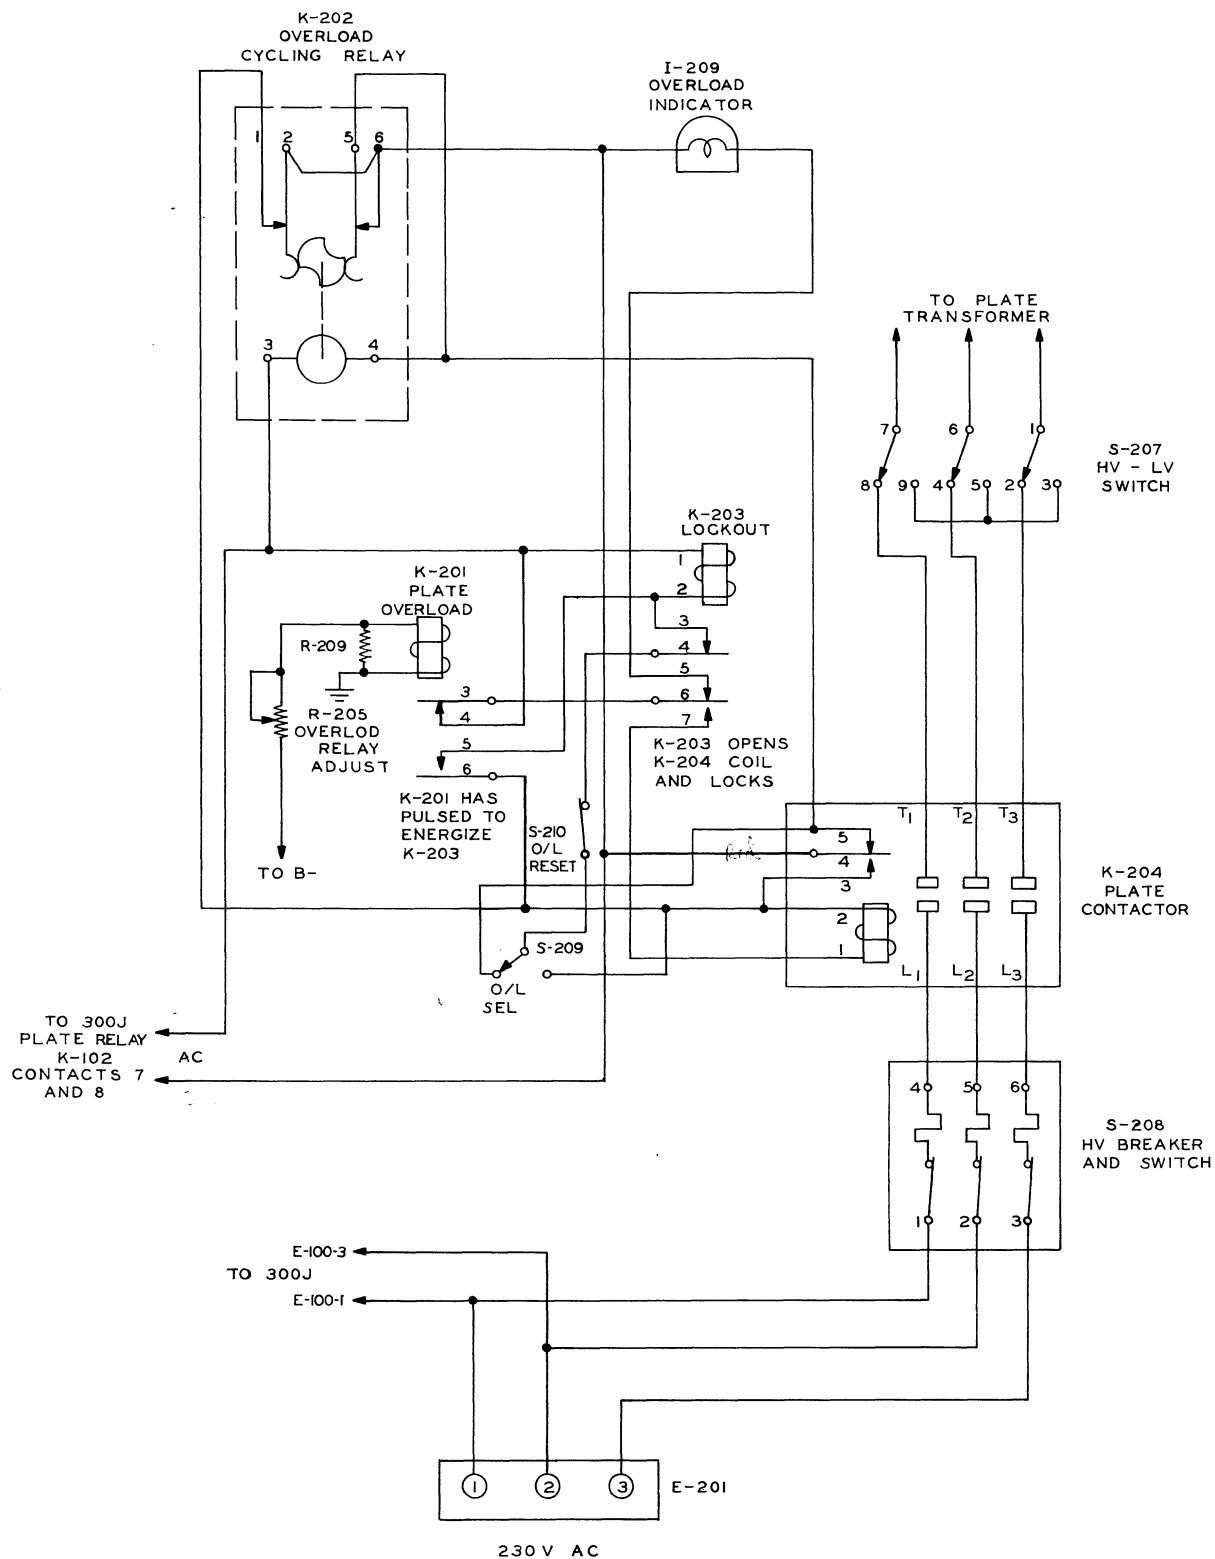 K-202
OVERLOAD
CYCLING RELAY
I-209
OVERLOAD
INDICATOR
1 2 5 6
3 4
TO PLATE
TRANSFORMER
7 6 1
8 9 4 5 2 3
S-207
HV - LV
SWITCH
K-203
LOCKOUT
1
2
3
4
5
6
7
K-203 OPENS
K-204 COIL
AND LOCKS
K-201
PLATE
OVERLOAD
R-209
R-205
OVERLOD
RELAY
ADJUST
TO B-
3
4
5
6
K-201 HAS
PULSED TO
ENERGIZE
K-203
S-210
O/L
RESET
S-209
O/L
SEL
T1 T2 T3
5
4
3
2
1
L1 L2 L3
K-204
PLATE
CONTACTOR
TO 300J
PLATE RELAY
K-102
CONTACTS 7
AND 8
AC
4 5 6
1 2 3
S-208
HV BREAKER
AND SWITCH
E-100-3
TO 300J
E-100-1
1 2 3
E-201
230V AC